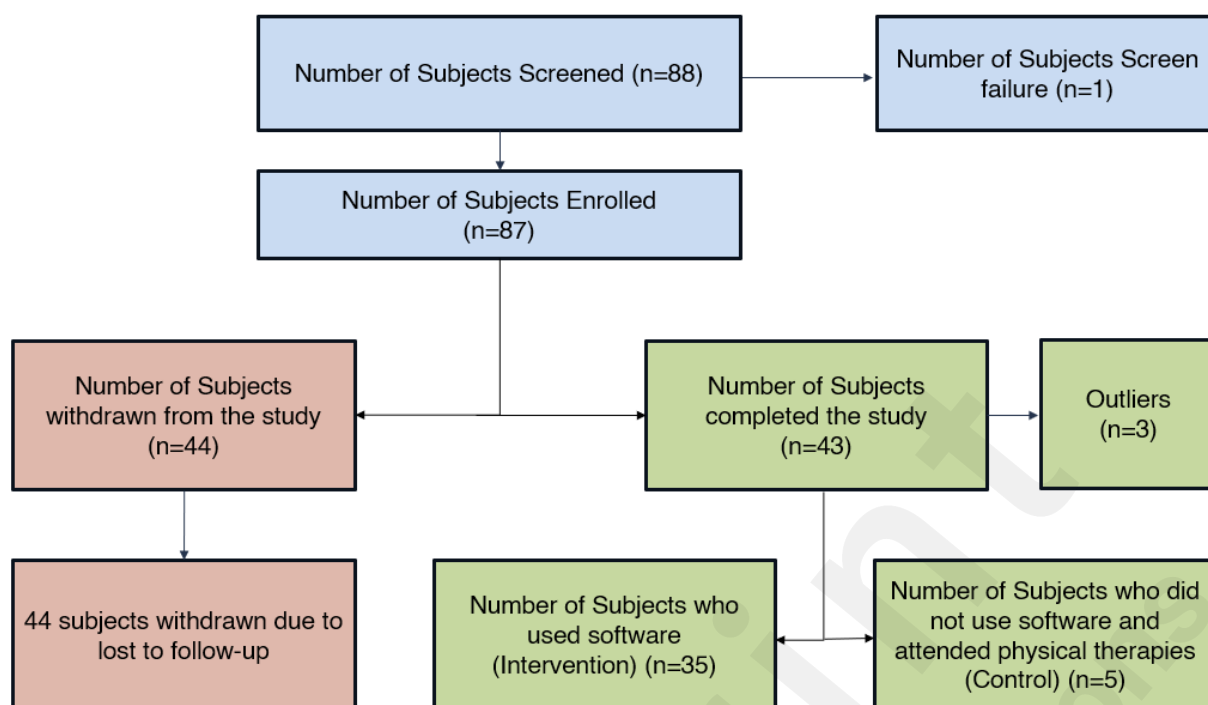 Number of Subjects Screened (n=88)
Number of Subjects Screen
failure (n=1)
Number of Subjects Enrolled
(n=87)
Number of Subjects
withdrawn from the study
(n=44)
Number of Subjects
completed the study
(n=43)
Outliers
(n=3)
44 subjects withdrawn due to
lost to follow-up
Number of Subjects who
used software
(Intervention) (n=35)
Number of Subjects who did
not use software and
attended physical therapies
(Control) (n=5)